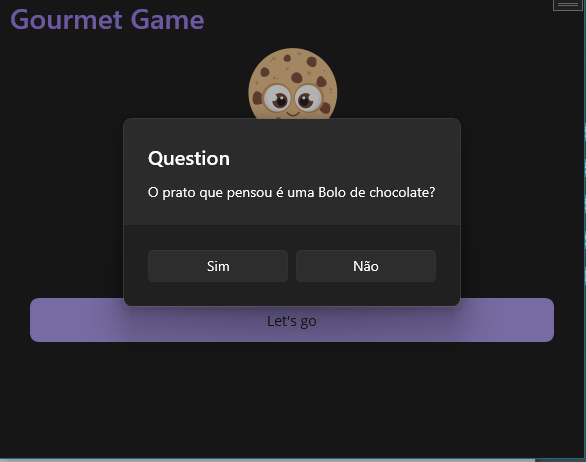 Gourmet Game
Question
O prato que pensou é uma Bolo de chocolate?
Sim
Não
Let's go